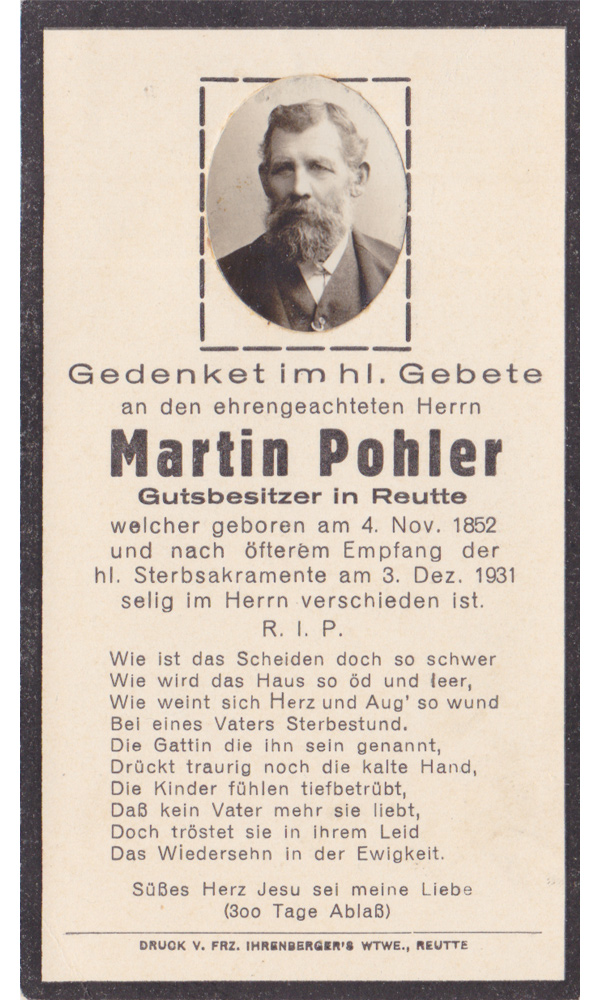 Gedenket im hl. Gebete
an den ehrengeachteten Herrn
Martin Pohler
Gutsbesitzer in Reutte
welcher geboren am 4. Nov. 1852
und nach öfterem Empfang der
hl. Sterbsakramente am 3. Dez. 1931
selig im Herrn verschieden ist.
R. I. P.
Wie ist das Scheiden doch so schwer
Wie wird das Haus so öd und leer,
Wie weint sich Herz und Aug' so wund
Bei eines Vaters Sterbestund.
Die Gattin die ihn sein genannt,
Drückt traurig noch die kalte Hand,
Die Kinder fühlen tiefbetrübt,
Daß kein Vater mehr sie liebt,
Doch tröstet sie in ihrem Leid
Das Wiedersehn in der Ewigkeit.
Süßes Herz Jesu sei meine Liebe
(3oo Tage Ablaß)
DRUCK V. FRZ. IHRENBERGER'S WTWE., REUTTE